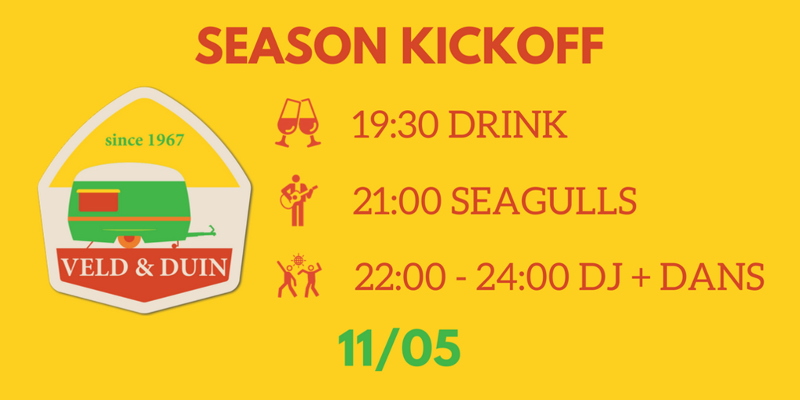 SEASON KICKOFF
since 1967
VELD & DUIN
19:30 DRINK
21:00 SEAGULLS
22:00 - 24:00 DJ + DANS
11/05